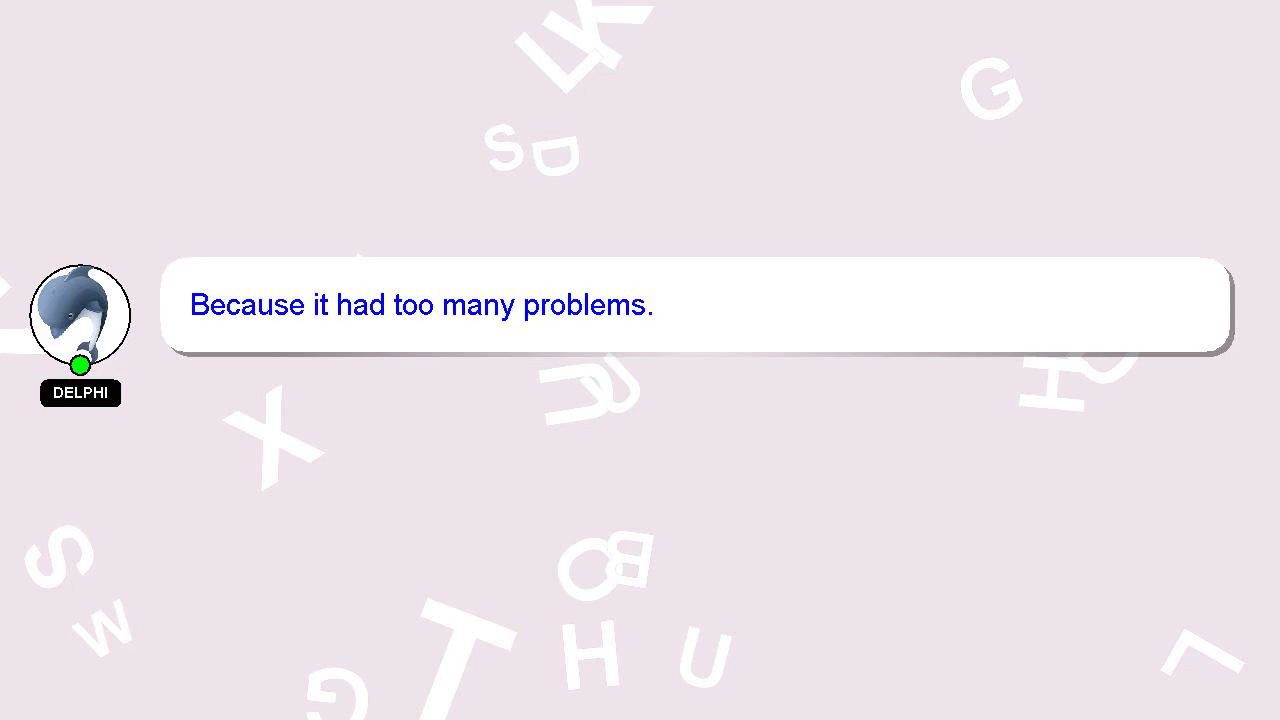 Because it had too many problems.
DELPHI
L
K
G
S
D
U
U
H
X
S
W
C
B
T
H
U
G
L